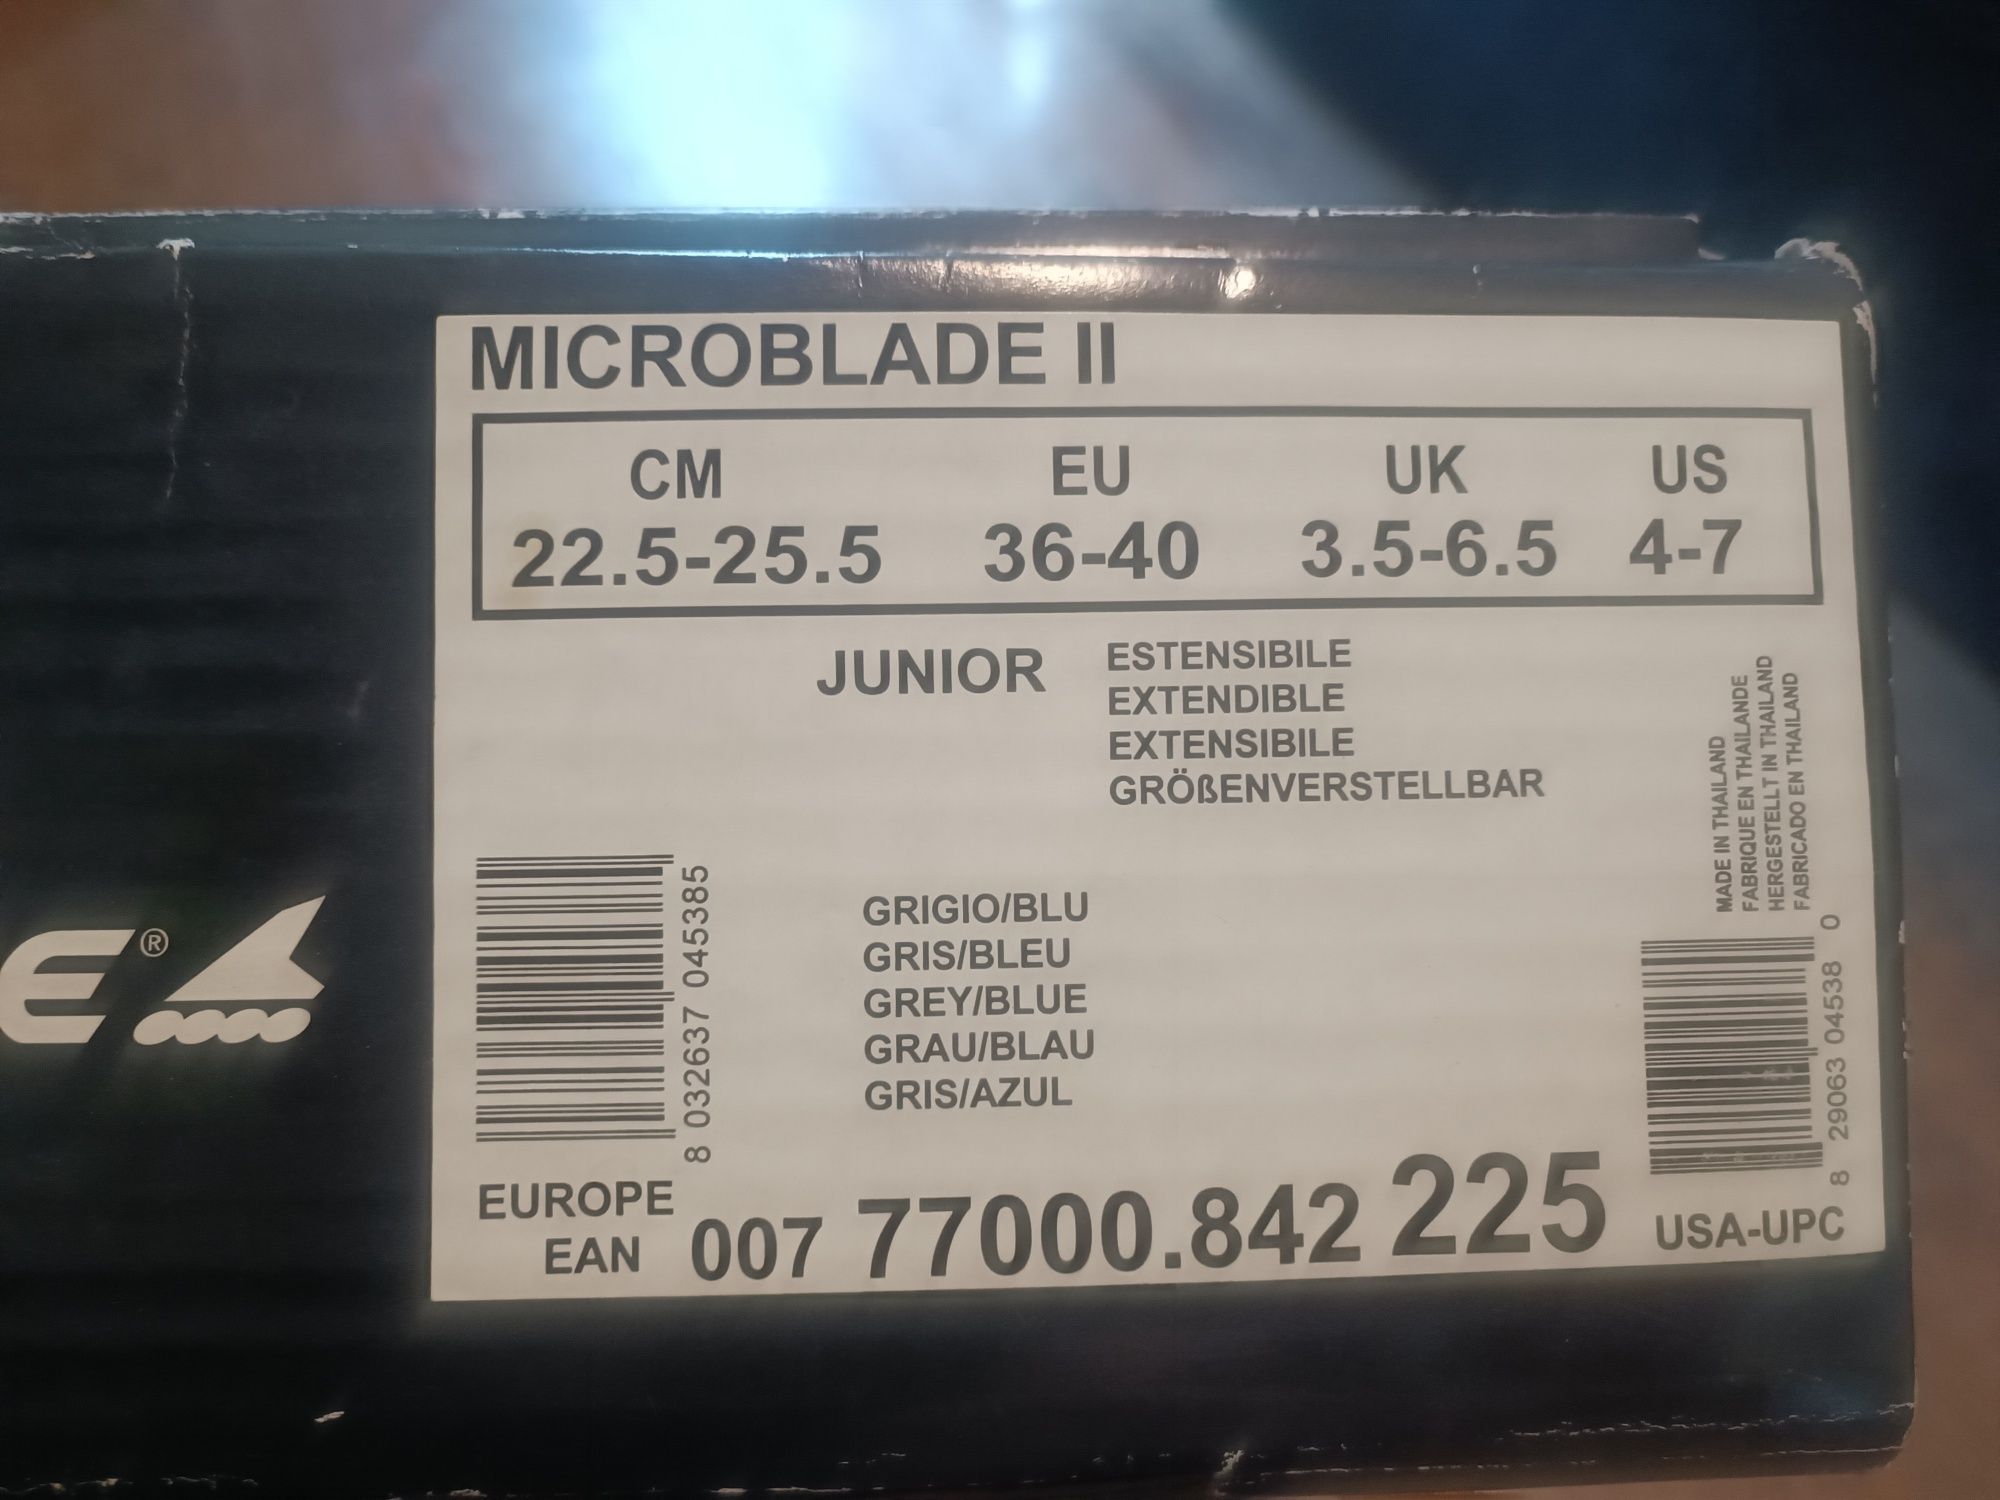 MICROBLADE II
CM EU UK US
22.5-25.5 36-40 3.5-6.5 4-7
JUNIOR
ESTENSIBILE
EXTENDIBLE
EXTENSIBILE
GRÖßENVERSTELLBAR
MADE IN THAILAND
FABRIQUE EN THAILANDE
HERGESTELLT IN THAILAND
FABRICADO EN THAILAND
E®
8 032637 045385
GRIGIO/BLU
GRIS/BLEU
GREY/BLUE
GRAU/BLAU
GRIS/AZUL
8 29063 04538 0
EUROPE
EAN
007 77000.842 225
USA-UPC